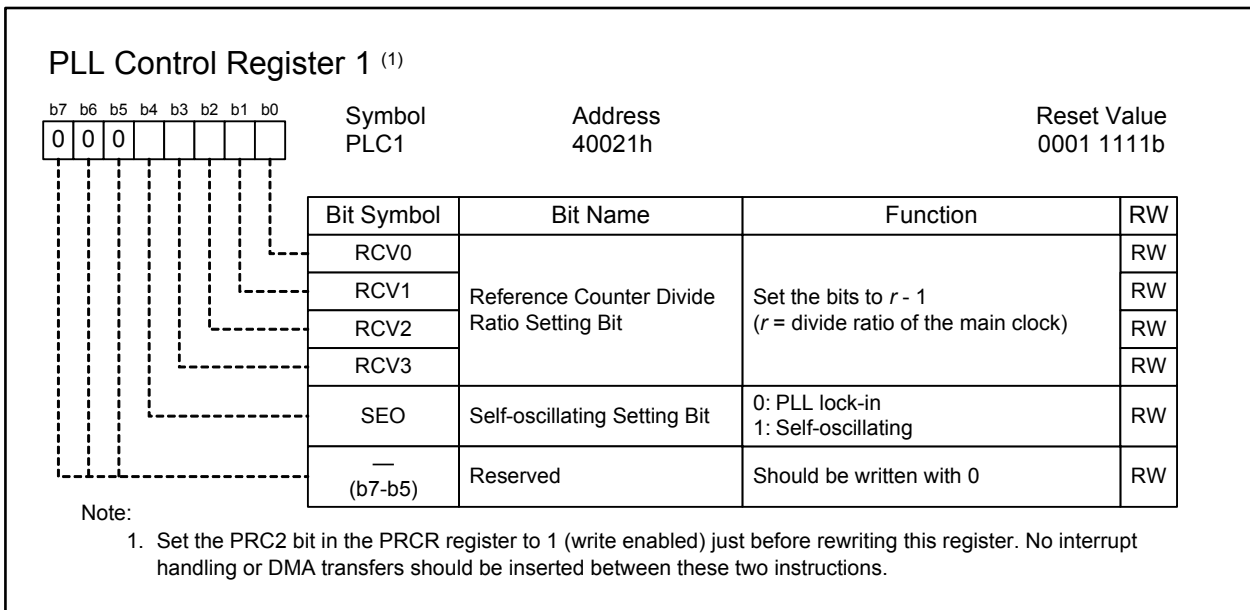 PLL Control Register 1 (1)
b7 b6 b5 b4 b3 b2 b1 b0
0 0 0
Symbol Address Reset Value
PLC1 40021h 0001 1111b
Bit Symbol Bit Name Function RW
RCV0 RW
RCV1 RW
RCV2 RW
RCV3 RW
Reference Counter Divide
Ratio Setting Bit
Set the bits to r - 1
(r = divide ratio of the main clock)
SEO Self-oscillating Setting Bit 0: PLL lock-in RW
1: Self-oscillating
—
(b7-b5) Reserved Should be written with 0 RW
Note:
1. Set the PRC2 bit in the PRCR register to 1 (write enabled) just before rewriting this register. No interrupt
handling or DMA transfers should be inserted between these two instructions.